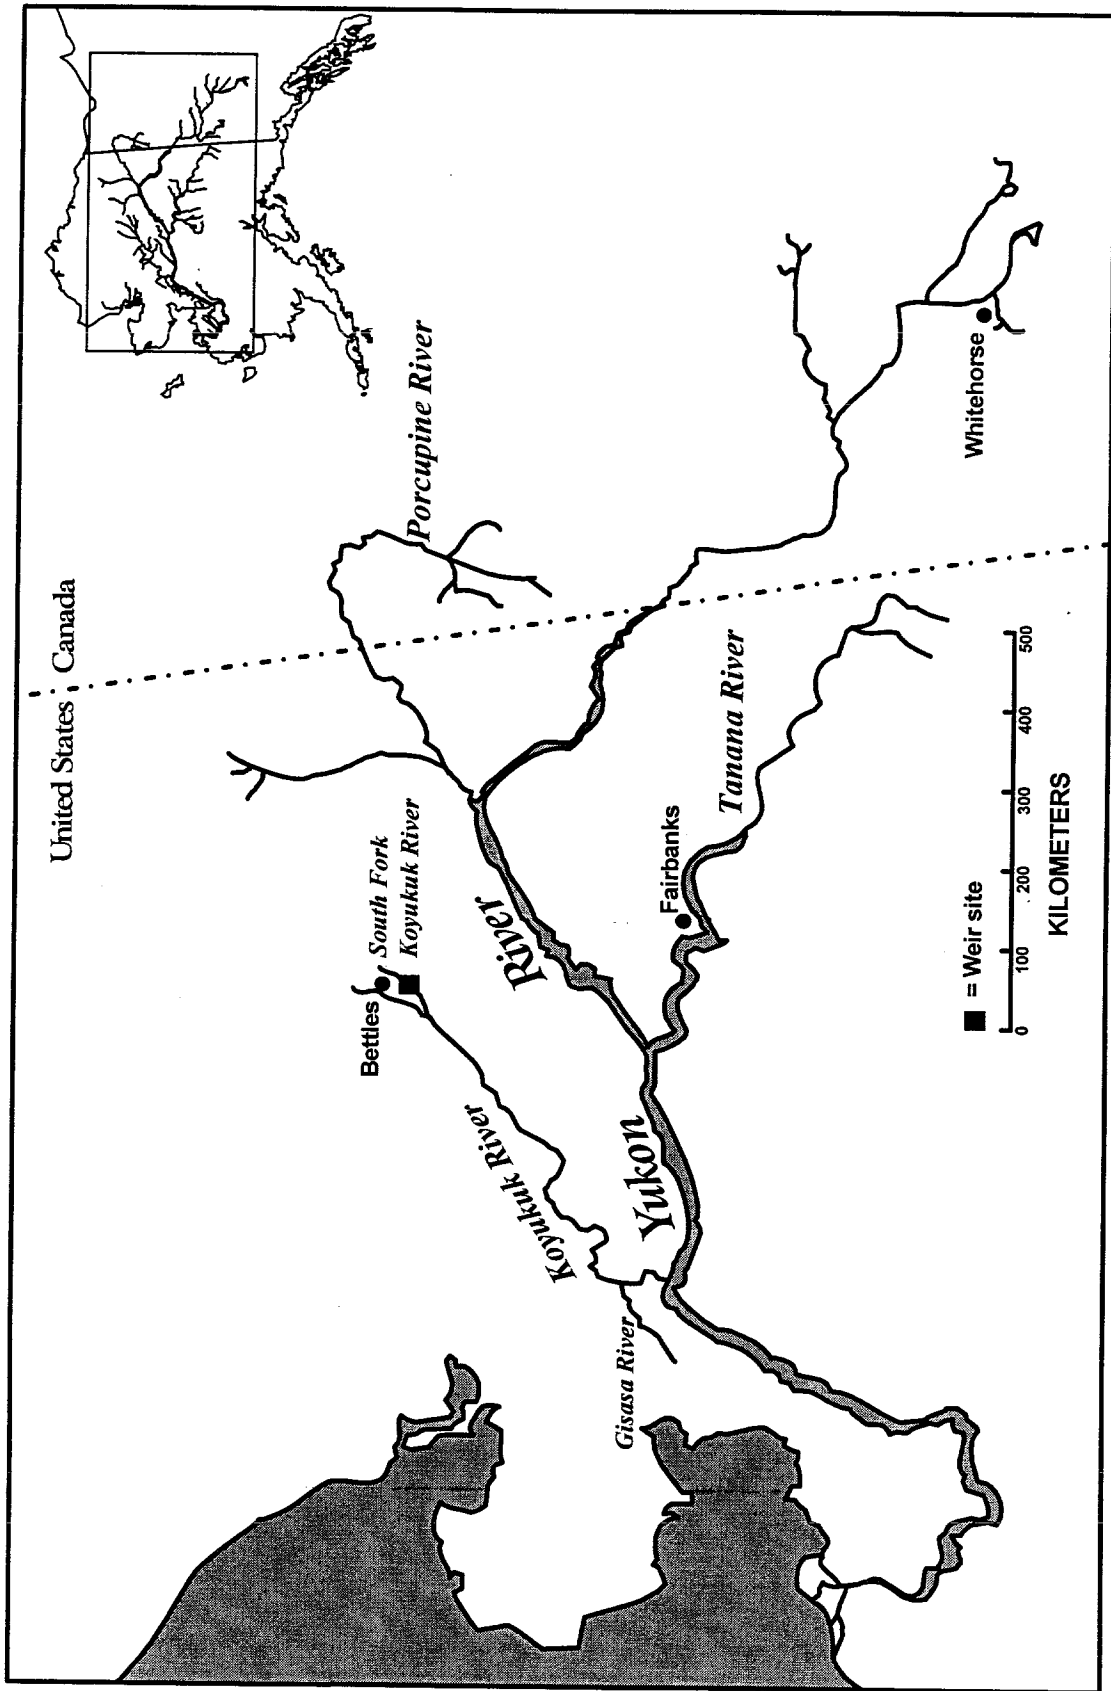 United States
Canada
Porcupine River
South Fork
Koyukuk River
Bettles
Koyukuk River
Yukon
River
Gisasa River
Fairbanks
Tanana River
Whitehorse
■ = Weir site
0 100 200 300 400 500
KILOMETERS